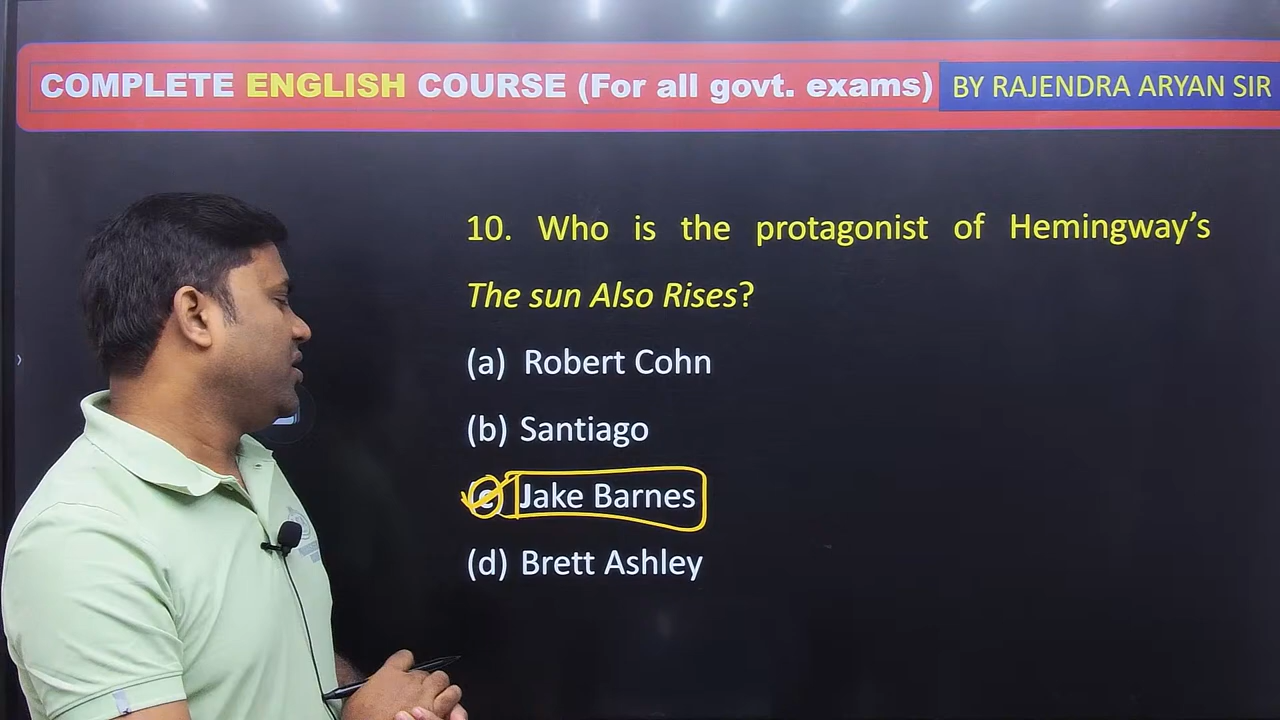 COMPLETE ENGLISH COURSE (For all govt. exams) BY RAJENDRA ARYAN SIR
10. Who is the protagonist of Hemingway's
The sun Also Rises?
(a) Robert Cohn
(b) Santiago
(c) Jake Barnes
(d) Brett Ashley